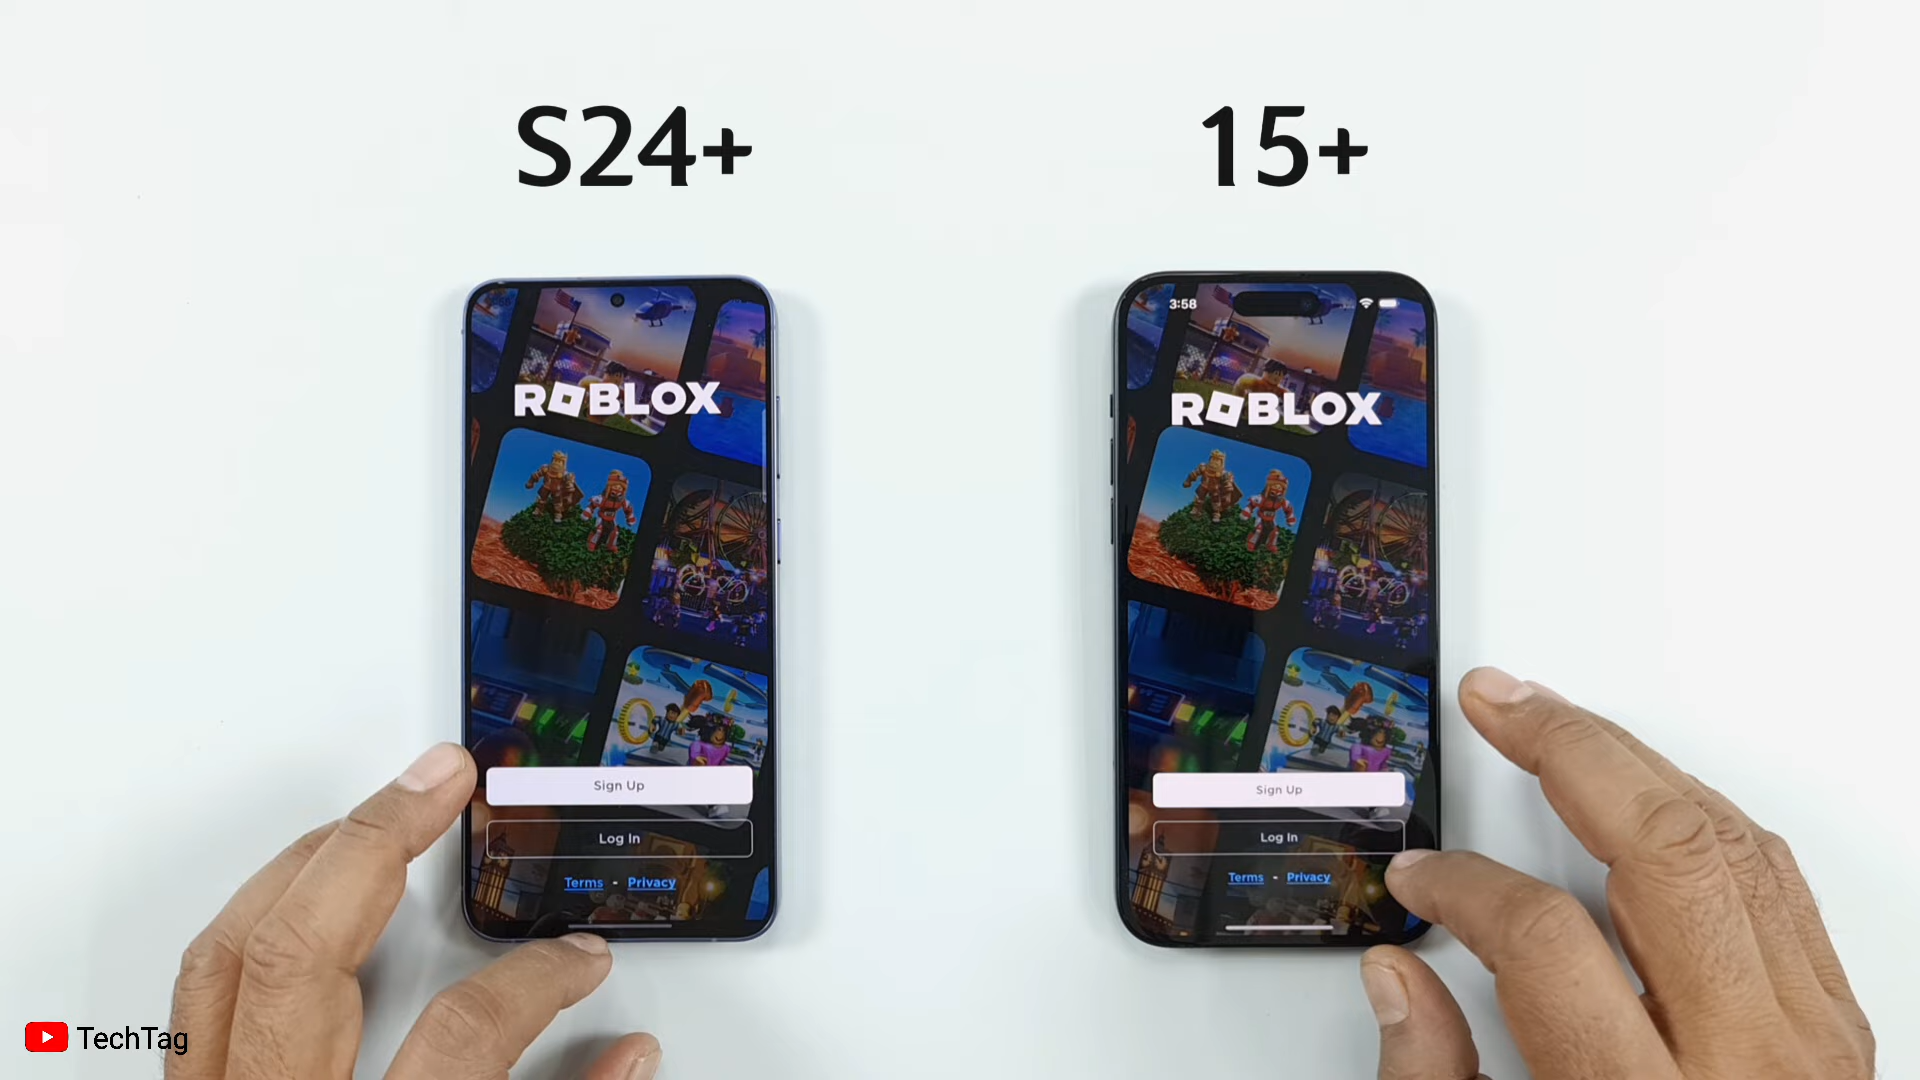 S24+
15+
3:58
ROBLOX
ROBLOX
Sign Up
Log In
Terms - Privacy
Sign Up
Log In
Terms - Privacy
TechTag